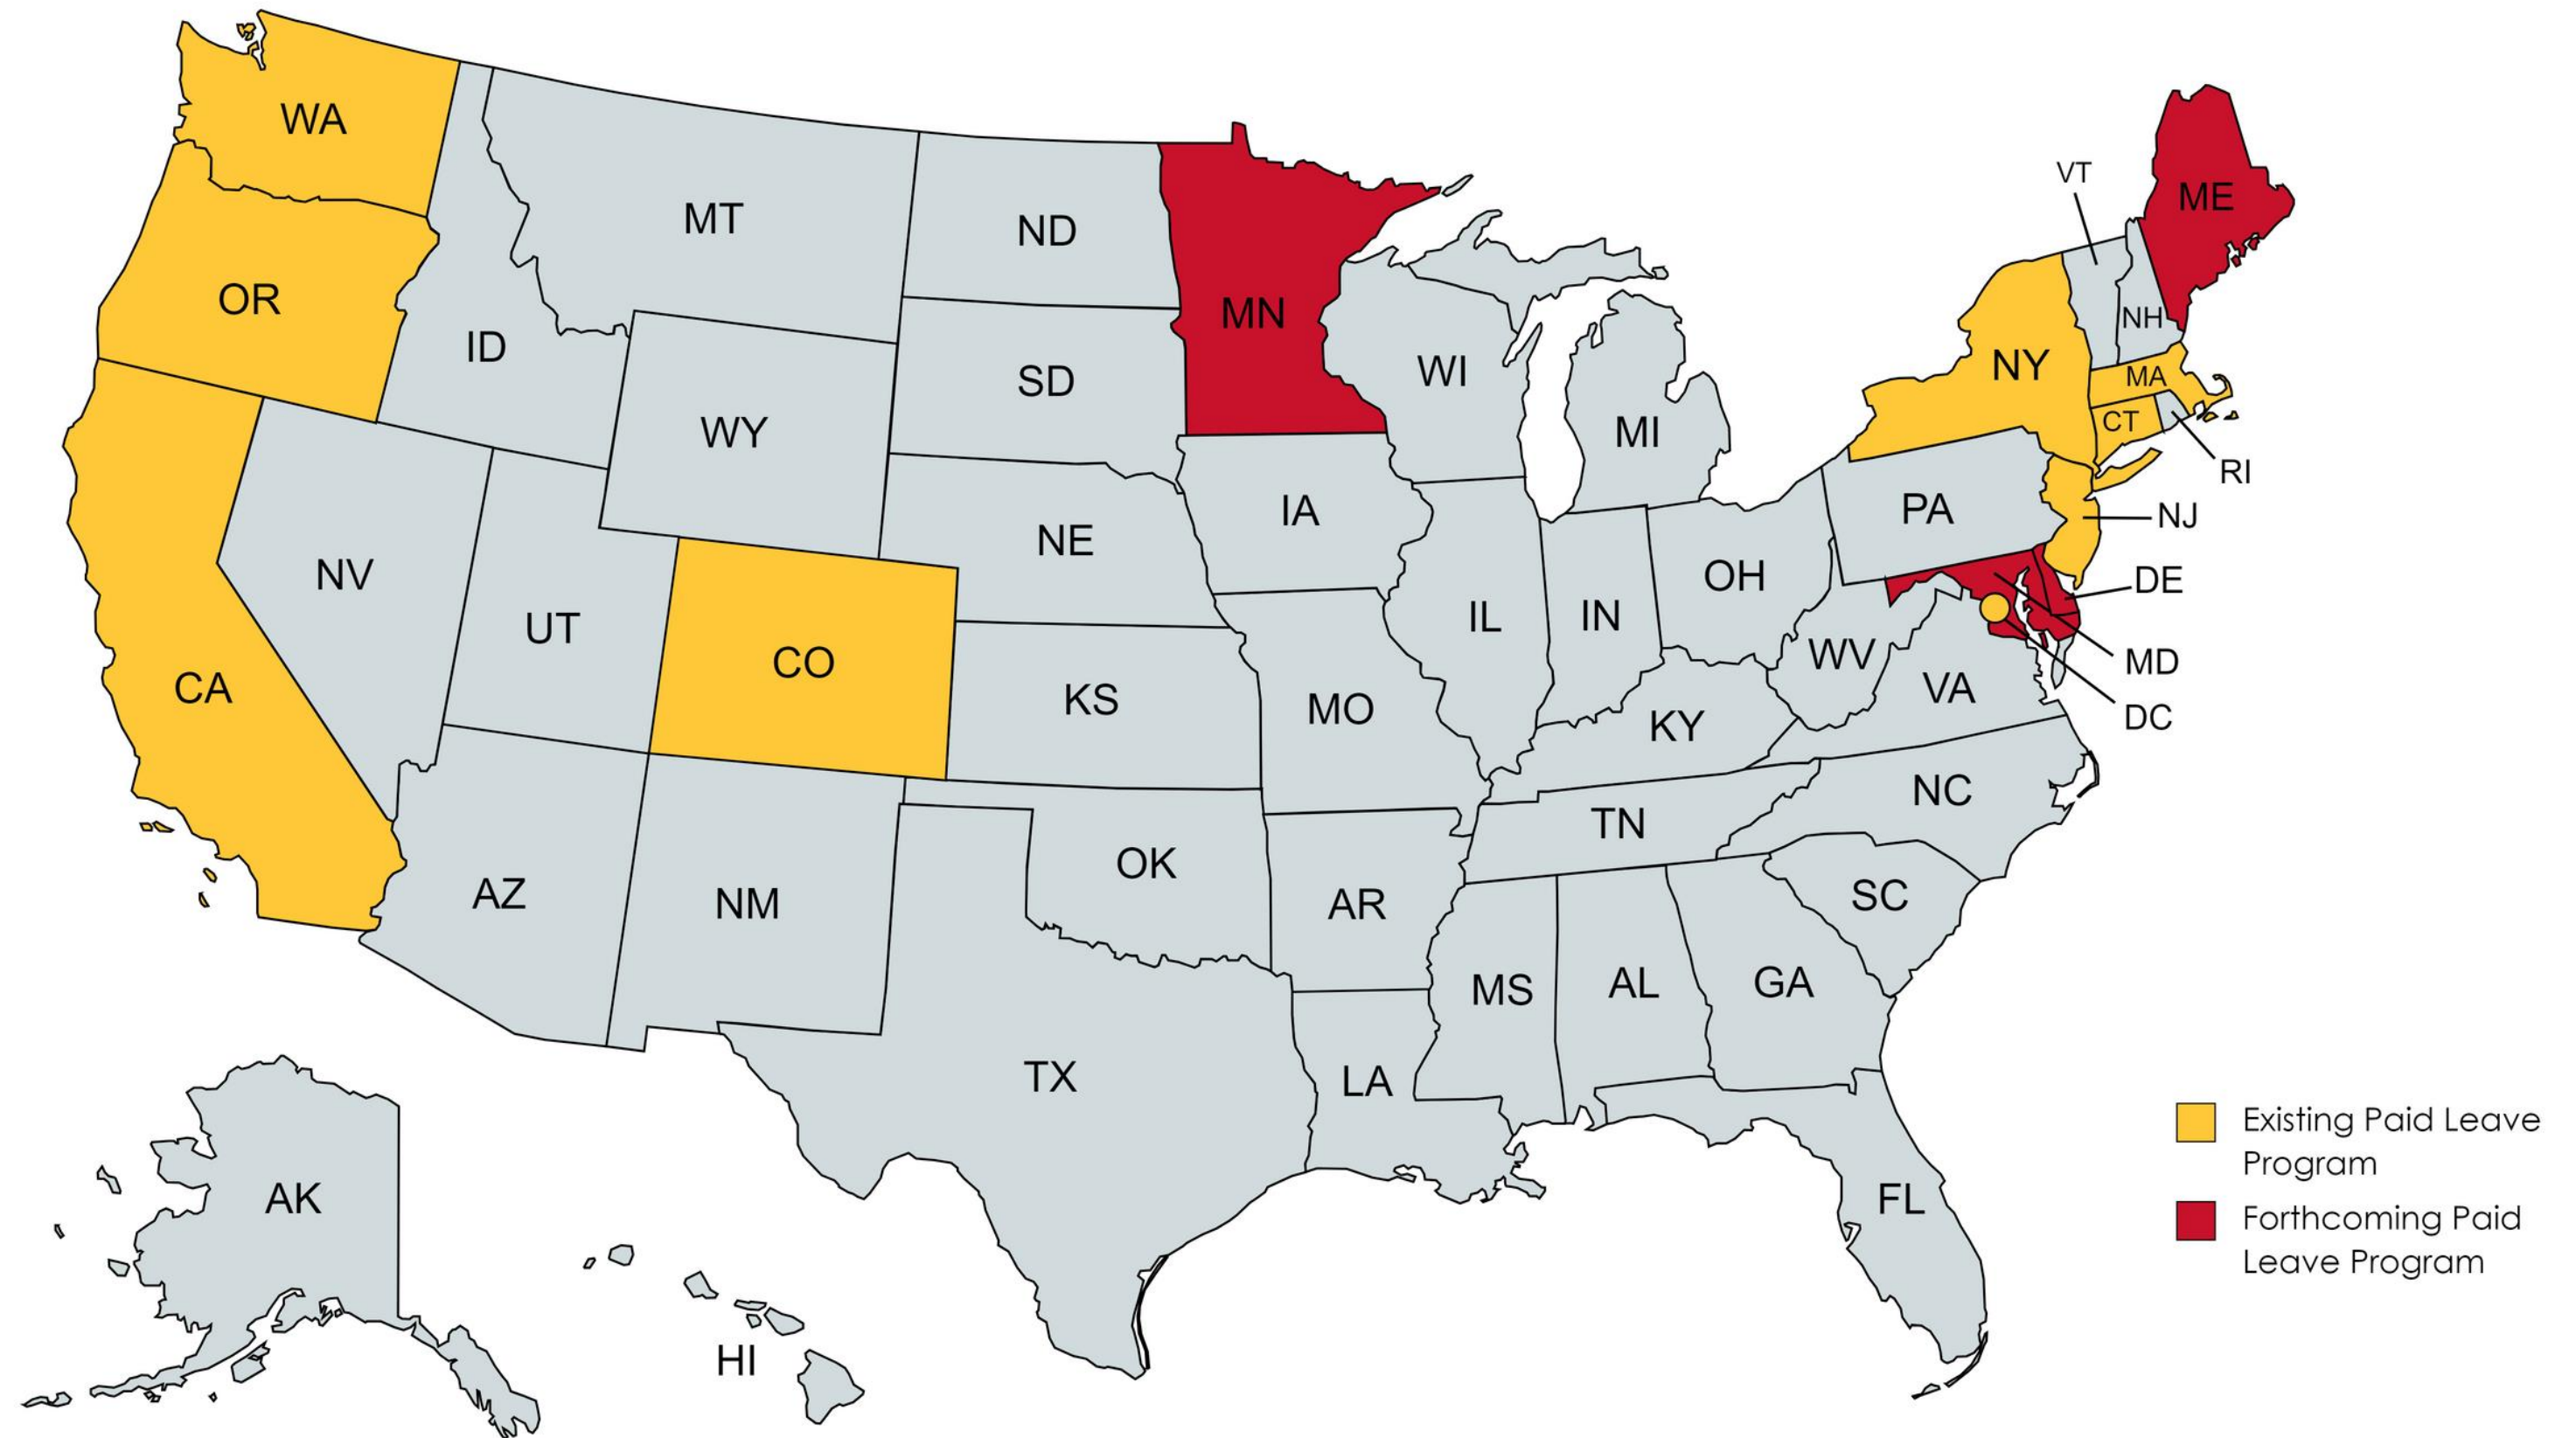 WA
MT
ND
MN
VT
ME
OR
ID
SD
WI
NH
NY
MA
CT
WY
MI
RI
PA
NJ
IA
NE
NV
OH
DE
UT
IL
IN
CO
WV
MD
CA
KS
MO
KY
VA
DC
NC
TN
OK
AZ
NM
AR
SC
MS
AL
GA
TX
LA
Existing Paid Leave
Program
AK
FL
Forthcoming Paid
Leave Program
HI